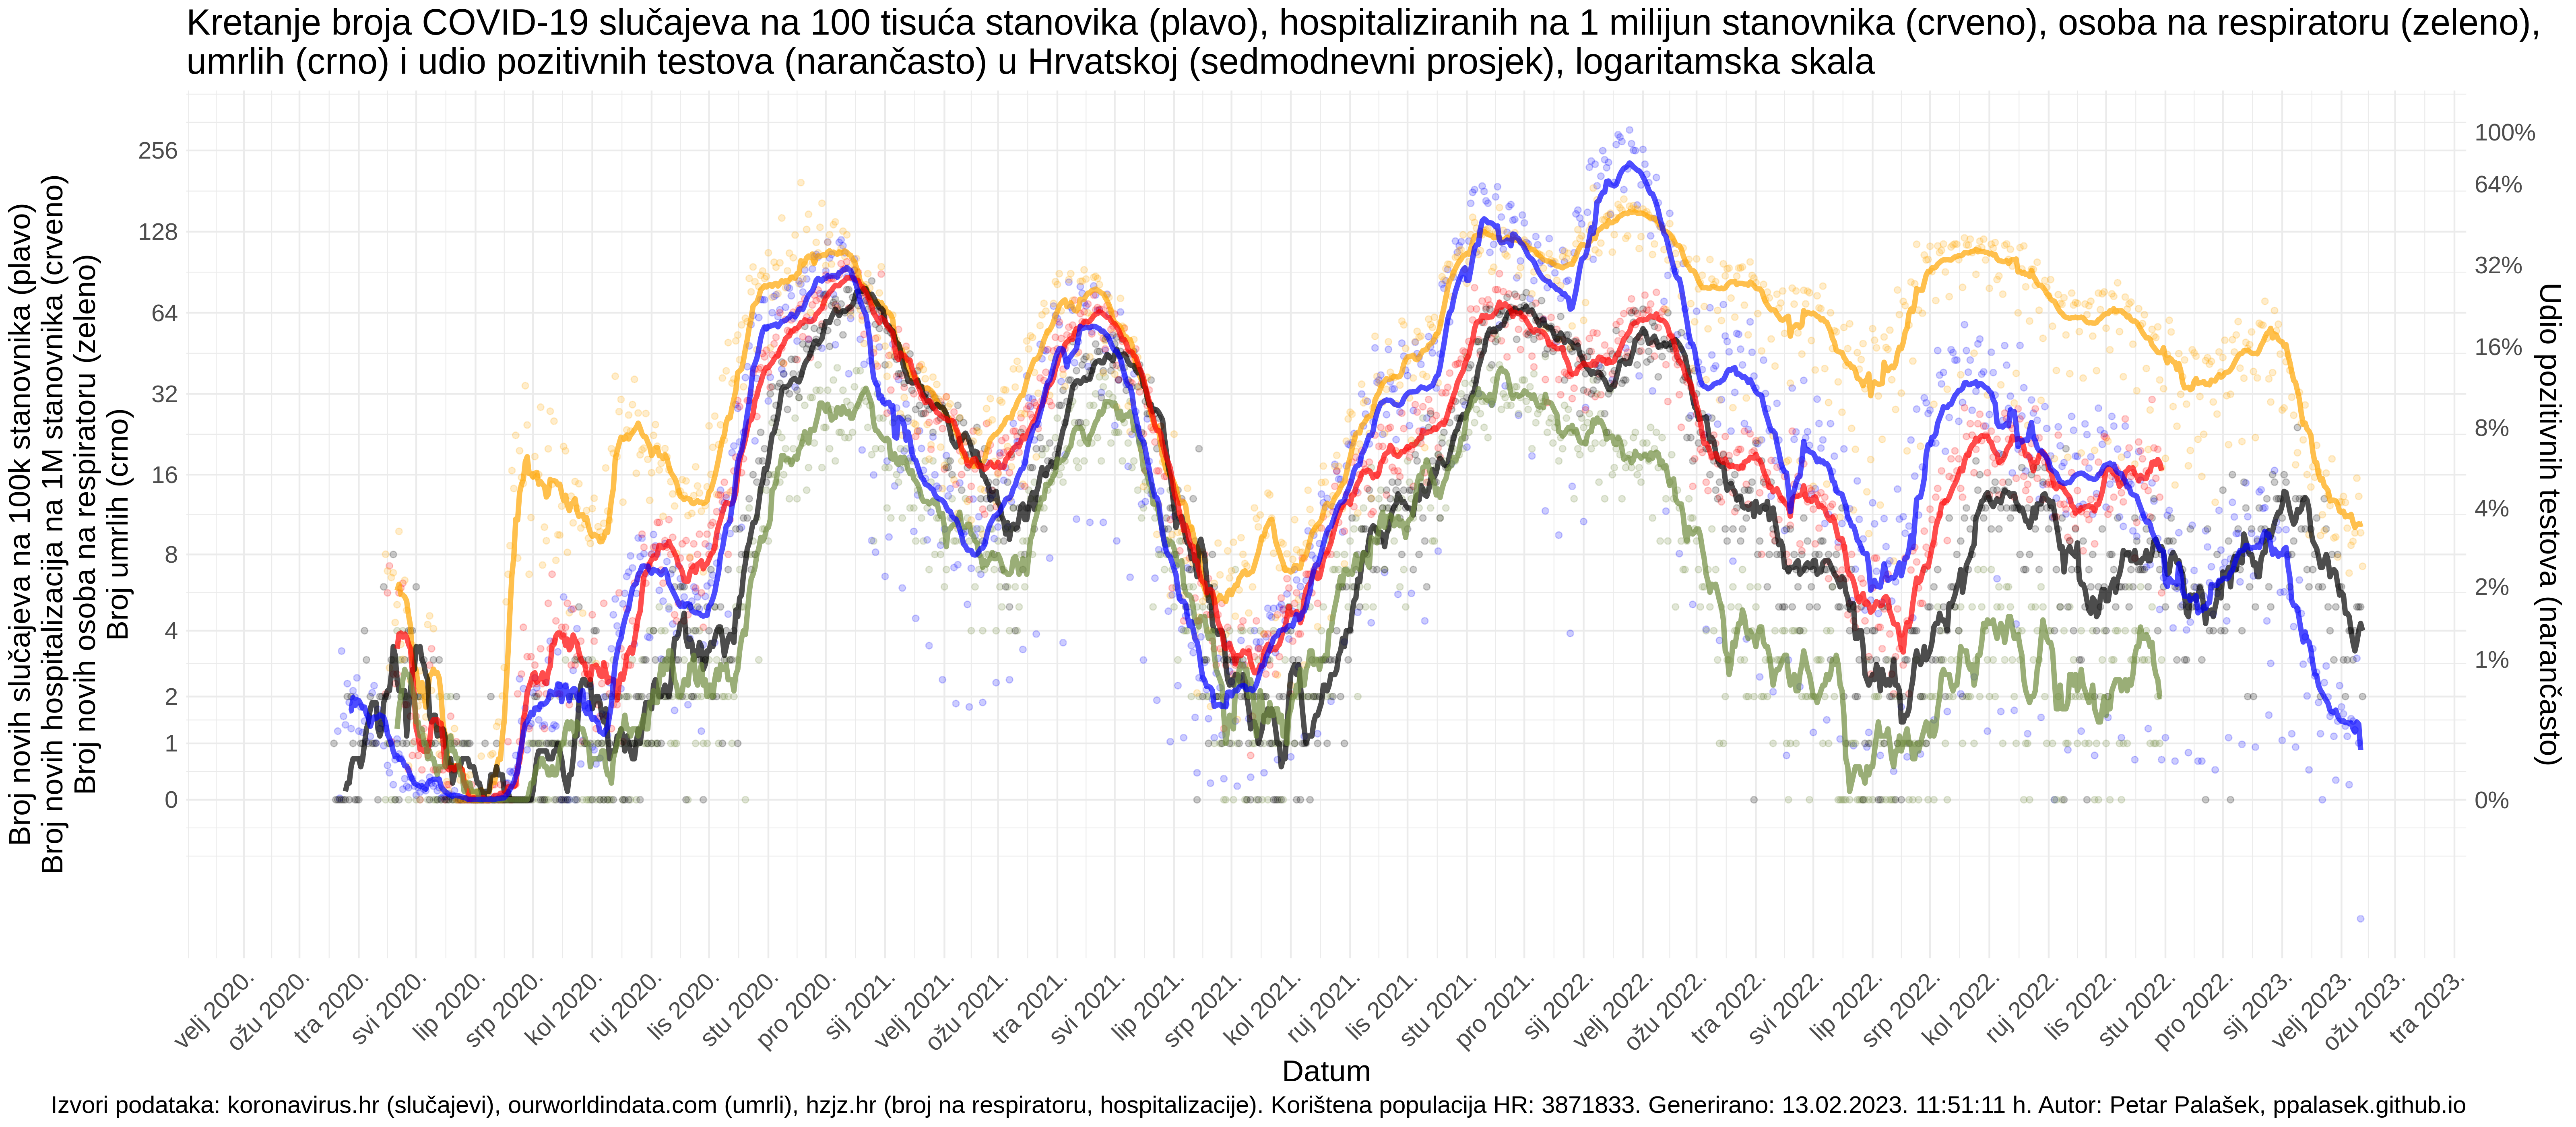 Kretanje broja COVID-19 slučajeva na 100 tisuća stanovika (plavo), hospitaliziranih na 1 milijun stanovnika (crveno), osoba na respiratoru (zeleno),
umrlih (crno) i udio pozitivnih testova (narančasto) u Hrvatskoj (sedmodnevni prosjek), logaritamska skala
Broj novih slučajeva na 100k stanovnika (plavo)
Broj novih hospitalizacija na 1M stanovnika (crveno)
Broj novih osoba na respiratoru (zeleno)
Broj umrlih (crno)
256
128
64
32
16
8
4
2
1
0
100%
64%
32%
16%
8%
4%
2%
1%
0%
Udio pozitivnih testova (narančasto)
velj 2020.
ožu 2020.
tra 2020.
svi 2020.
lip 2020.
srp 2020.
kol 2020.
ruj 2020.
lis 2020.
stu 2020.
pro 2020.
sij 2021.
velj 2021.
ožu 2021.
tra 2021.
svi 2021.
lip 2021.
srp 2021.
kol 2021.
ruj 2021.
lis 2021.
stu 2021.
pro 2021.
sij 2022.
velj 2022.
ožu 2022.
tra 2022.
svi 2022.
lip 2022.
srp 2022.
kol 2022.
ruj 2022.
lis 2022.
stu 2022.
pro 2022.
sij 2023.
velj 2023.
ožu 2023.
tra 2023.
Datum
Izvori podataka: koronavirus.hr (slučajevi), ourworldindata.com (umrli), hzjz.hr (broj na respiratoru, hospitalizacije). Korištena populacija HR: 3871833. Generirano: 13.02.2023. 11:51:11 h. Autor: Petar Palašek, ppalasek.github.io